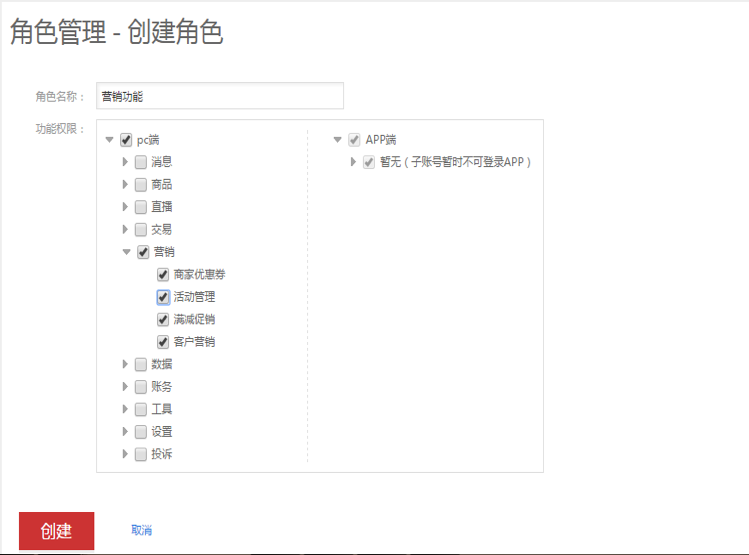 角色管理 - 创建角色
角色名称： 营销功能
功能权限：
pc端
消息
商品
直播
交易
营销
商家优惠券
活动管理
满减促销
客户营销
数据
账务
工具
设置
投诉
APP端
暂无（子账号暂时不可登录APP）
创建 取消